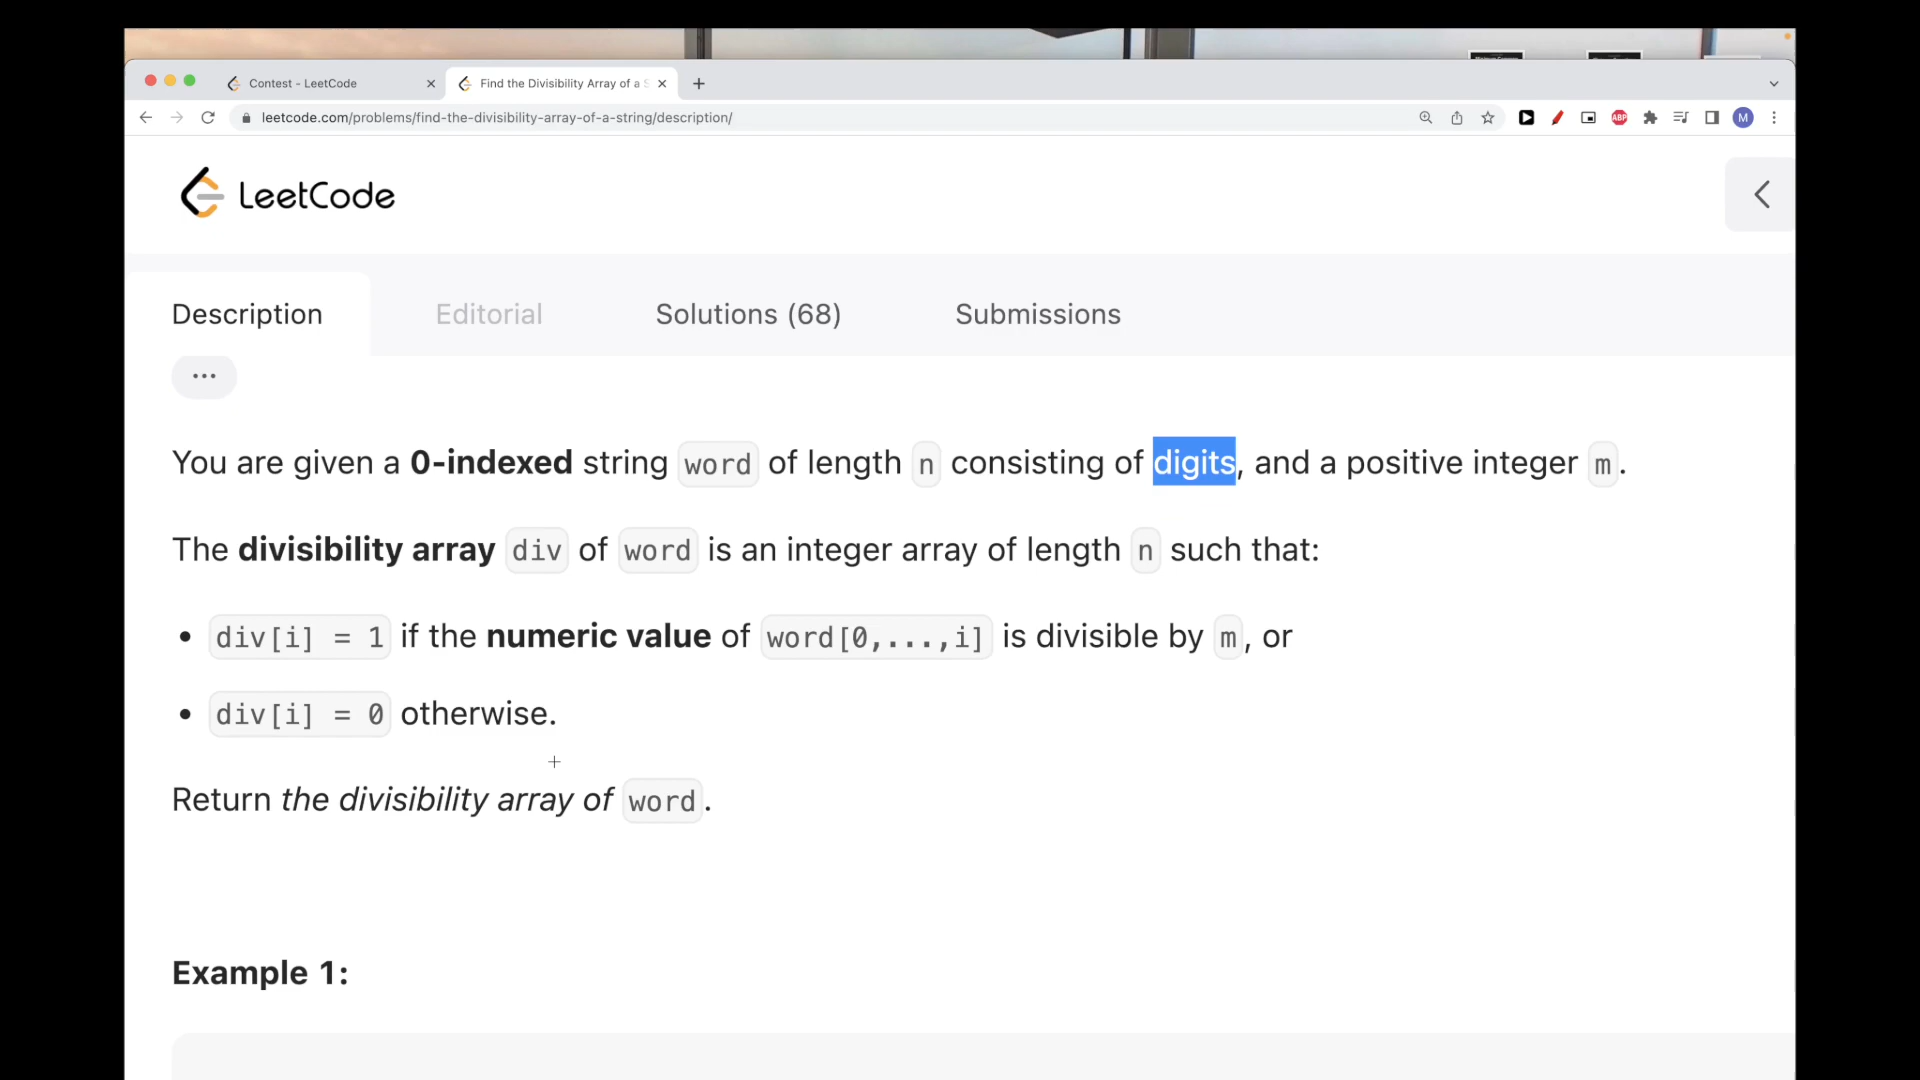 Contest - LeetCode
Find the Divisibility Array of a S
leetcode.com/problems/find-the-divisibility-array-of-a-string/description/
ABP
M
LeetCode
Description Editorial Solutions (68) Submissions
...
You are given a 0-indexed string word of length n consisting of digits, and a positive integer m.
The divisibility array div of word is an integer array of length n such that:
• div[i] = 1 if the numeric value of word[0,...,i] is divisible by m, or
• div[i] = 0 otherwise.
Return the divisibility array of word.
Example 1: